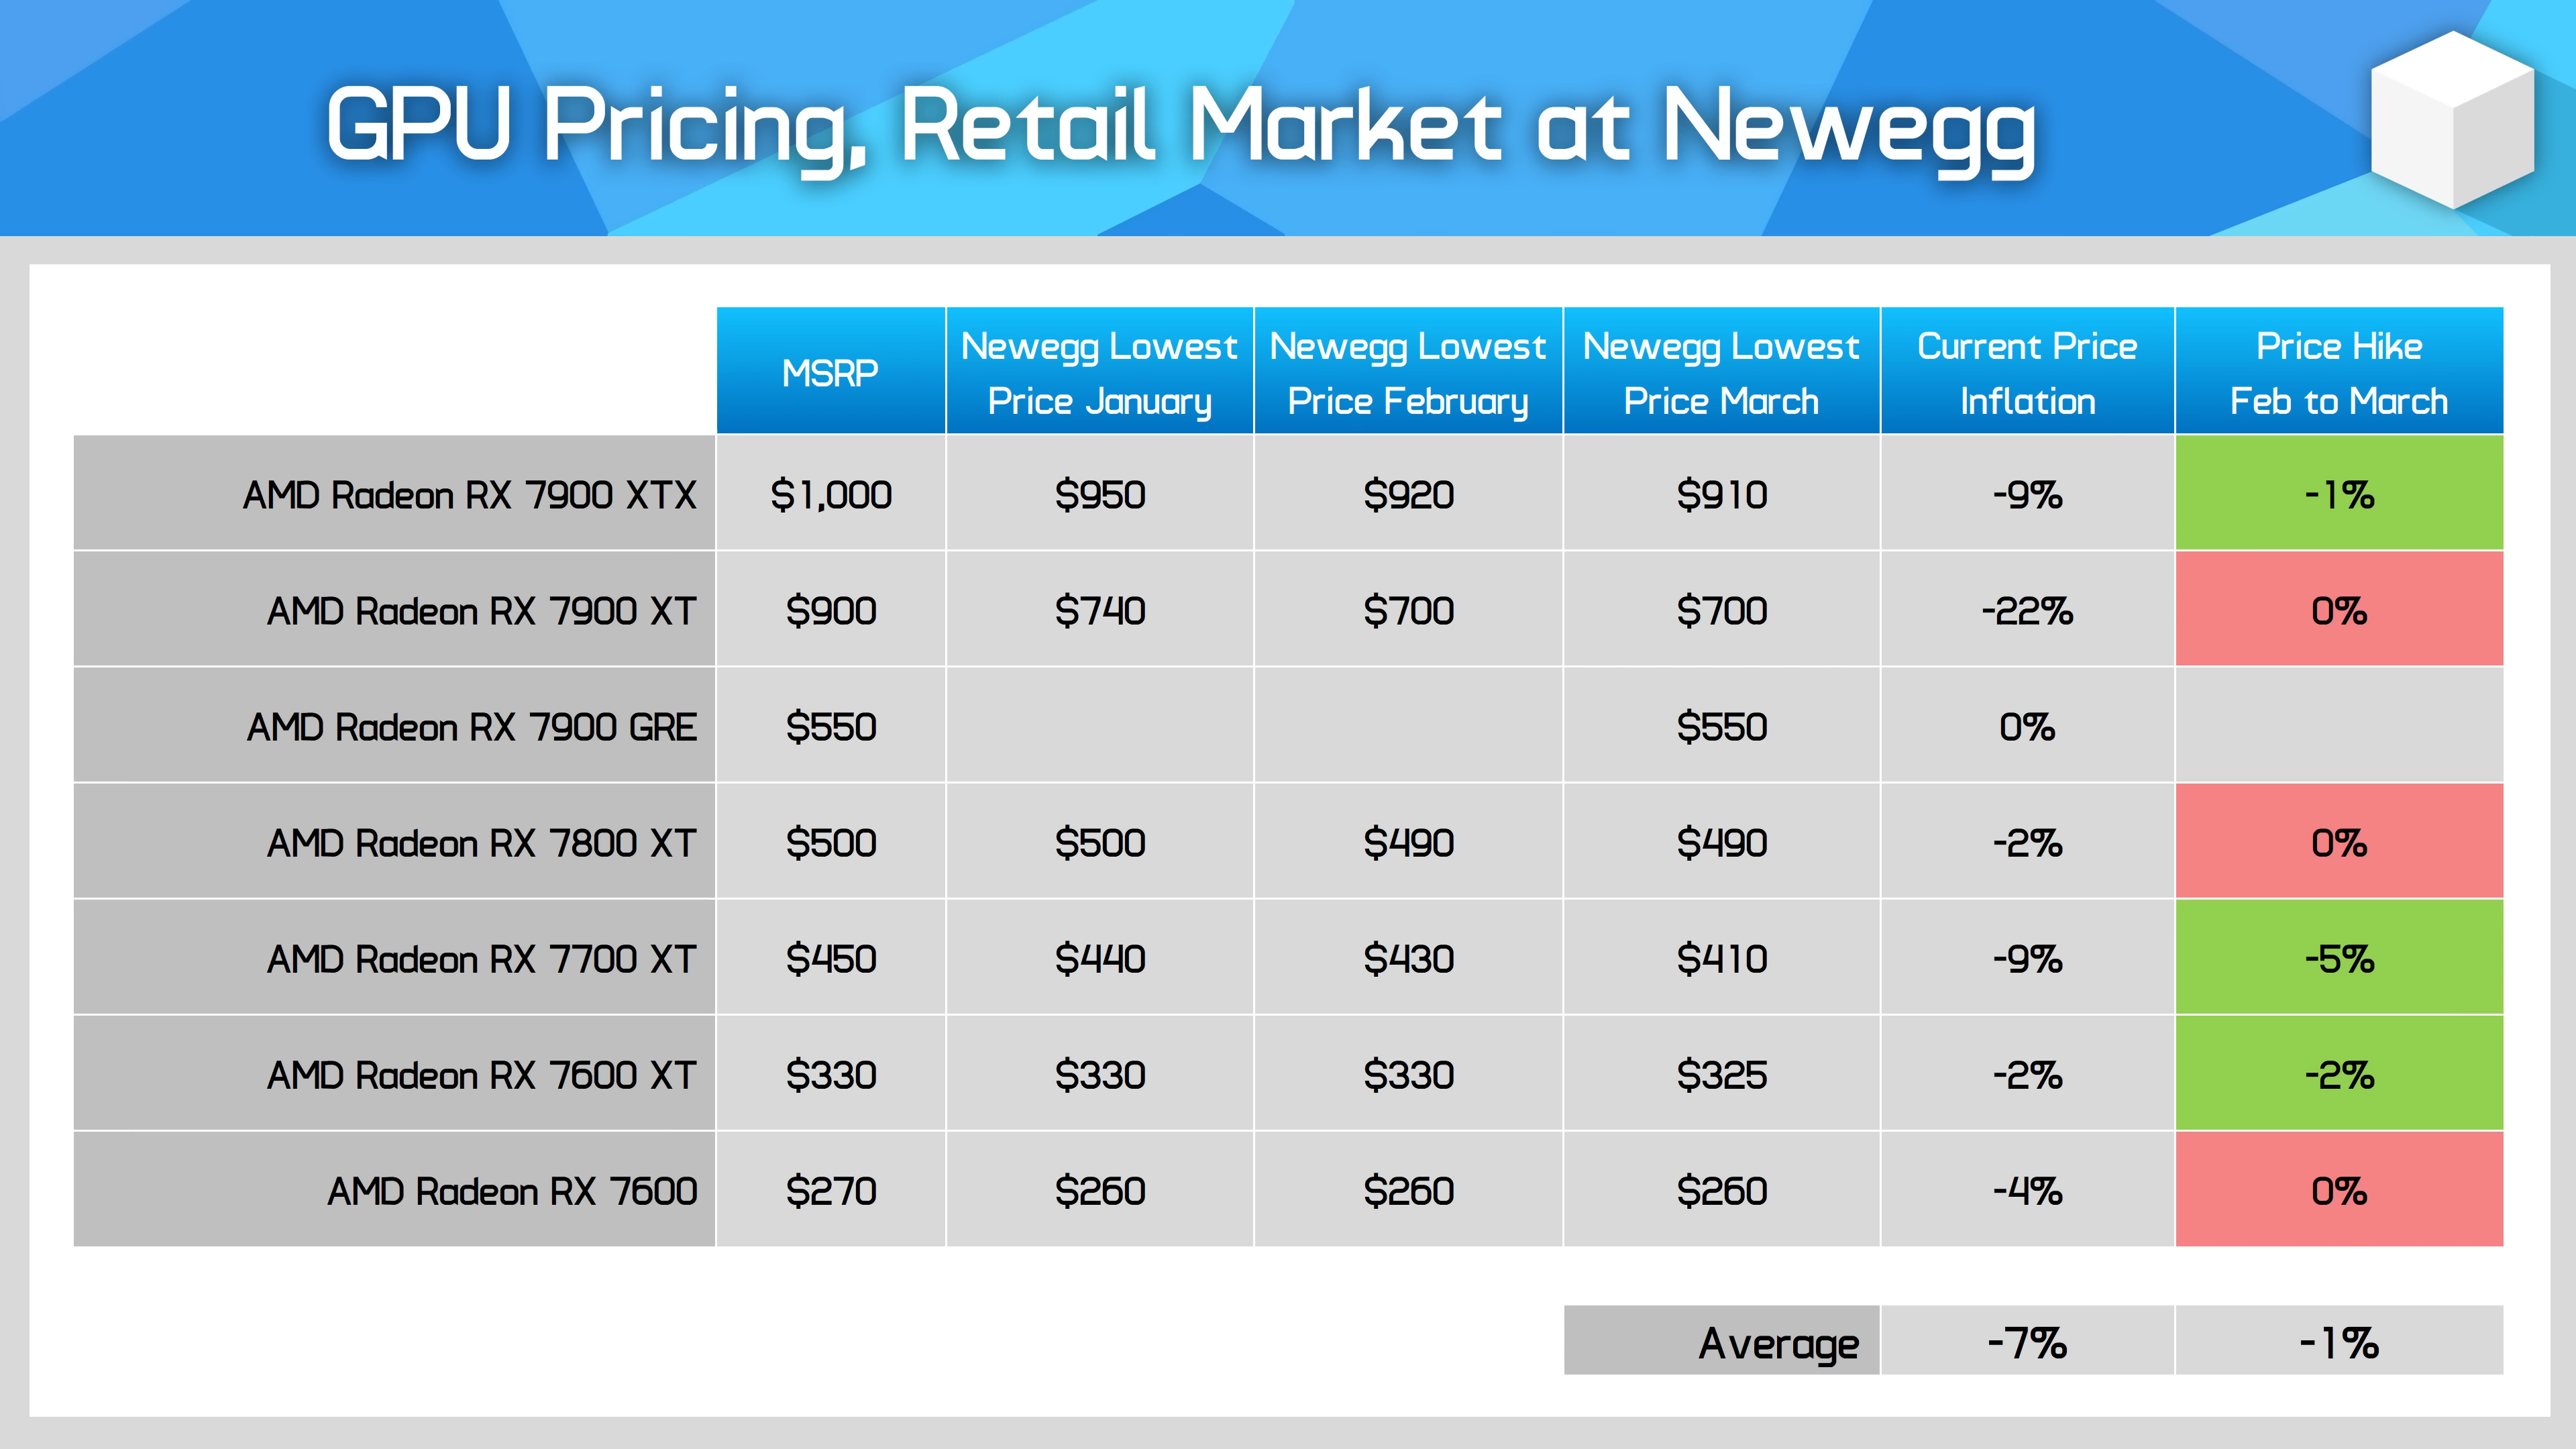 GPU Pricing, Retail Market at Newegg
MSRP
Newegg Lowest
Price January
Newegg Lowest
Price February
Newegg Lowest
Price March
Current Price
Inflation
Price Hike
Feb to March
AMD Radeon RX 7900 XTX $1,000 $950 $920 $910 -9% -1%
AMD Radeon RX 7900 XT $900 $740 $700 $700 -22% 0%
AMD Radeon RX 7900 GRE $550 $550 0%
AMD Radeon RX 7800 XT $500 $500 $490 $490 -2% 0%
AMD Radeon RX 7700 XT $450 $440 $430 $410 -9% -5%
AMD Radeon RX 7600 XT $330 $330 $330 $325 -2% -2%
AMD Radeon RX 7600 $270 $260 $260 $260 -4% 0%
Average -7% -1%